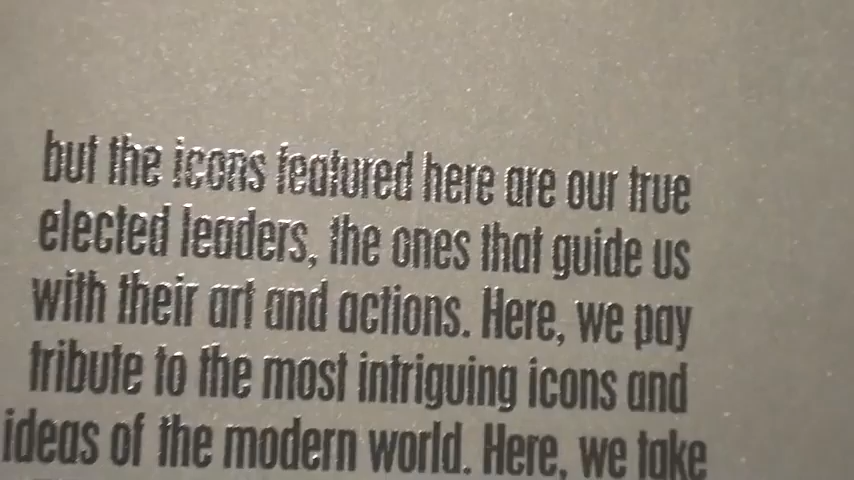 but the icons featured here are our true
elected leaders, the ones that guide us
with their art and actions. Here, we pay
tribute to the most intriguing icons and
ideas of the modern world. Here, we take